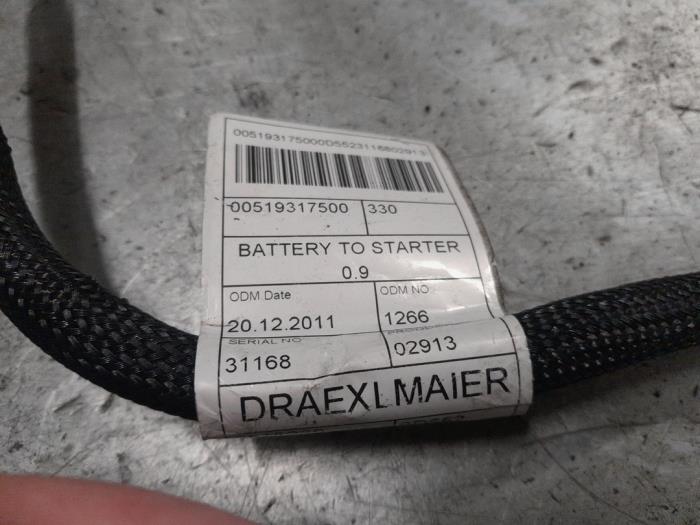 005193175000D5523116802913
00519317500 330
BATTERY TO STARTER
0.9
ODM Date ODM NO
20.12.2011 1266
SERIAL NO
31168 02913
DRAEXLMAIER